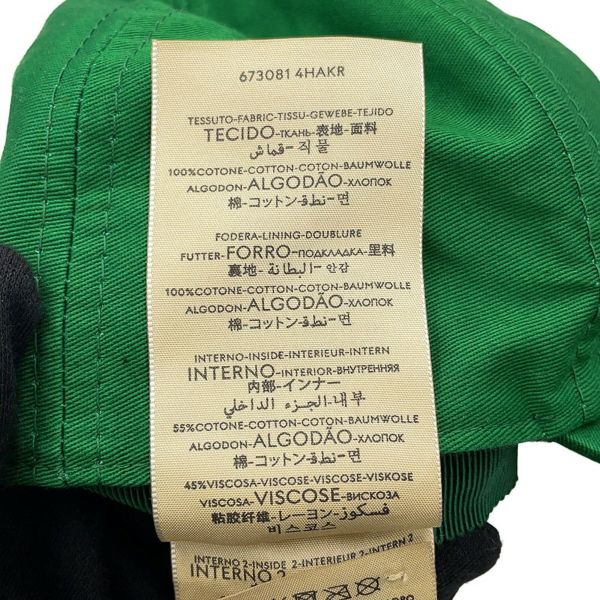 673081 4HAKR
TESSUTO-FABRIC-TISSU-GEWEBE-TEJIDO
TECIDO-ТКАНЬ-表地-面料
قماش-직물
100%COTONE-COTTON-COTON-BAUMWOLLE
ALGODON-ALGODÃO-ХЛОПОК
棉-コットン-قطن-면
FODERA-LINING-DOUBLURE
FUTTER-FORRO-ПОДКЛАДКА-里料
裏地-البطانة-안감
100%COTONE-COTTON-COTON-BAUMWOLLE
ALGODON-ALGODÃO-ХЛОПОК
棉-コットン-قطن-면
INTERNO-INSIDE-INTERIEUR-INTERN
INTERNO-INTERIOR-ВНУТРЕННЯЯ
内部-インナー
الجزء الداخلي-내부
55%COTONE-COTTON-COTON-BAUMWOLLE
ALGODON-ALGODÃO-ХЛОПОК
棉-コットン-قطن-면
45%VISCOSA-VISCOSE-VISCOSE-VISKOSE
VISCOSA-VISCOSE-ВИСКОЗА
粘胶纤维-レーヨン-فسكوز
비스코스
INTERNO 2-INSIDE 2-INTERIEUR 2-INTERN 2
INTERNO 2